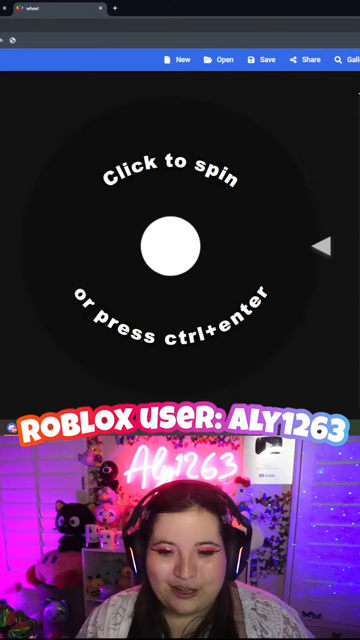 wheel
New
Open
Save
Share
Click to spin
or press ctrl+enter
ROBLOX USER: ALY1263
Aly1263